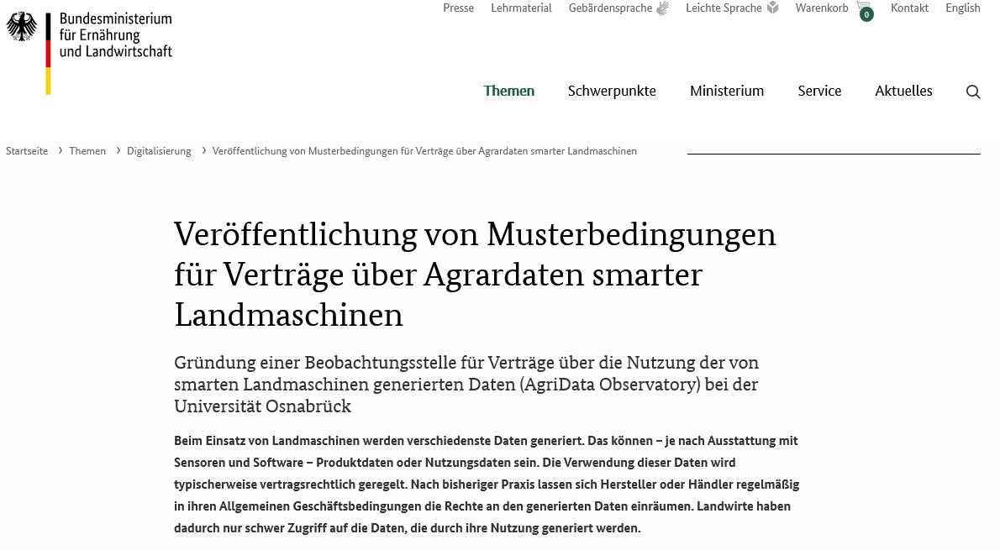 Bundesministerium
für Ernährung
und Landwirtschaft
Presse Lehrmaterial Gebärdensprache Leichte Sprache Warenkorb 0 Kontakt English
Themen Schwerpunkte Ministerium Service Aktuelles
Startseite › Themen › Digitalisierung › Veröffentlichung von Musterbedingungen für Verträge über Agrardaten smarter Landmaschinen
Veröffentlichung von Musterbedingungen
für Verträge über Agrardaten smarter
Landmaschinen
Gründung einer Beobachtungsstelle für Verträge über die Nutzung der von
smarten Landmaschinen generierten Daten (AgriData Observatory) bei der
Universität Osnabrück
Beim Einsatz von Landmaschinen werden verschiedenste Daten generiert. Das können – je nach Ausstattung mit
Sensoren und Software – Produktdaten oder Nutzungsdaten sein. Die Verwendung dieser Daten wird
typischerweise vertragsrechtlich geregelt. Nach bisheriger Praxis lassen sich Hersteller oder Händler regelmäßig
in ihren Allgemeinen Geschäftsbedingungen die Rechte an den generierten Daten einräumen. Landwirte haben
dadurch nur schwer Zugriff auf die Daten, die durch ihre Nutzung generiert werden.